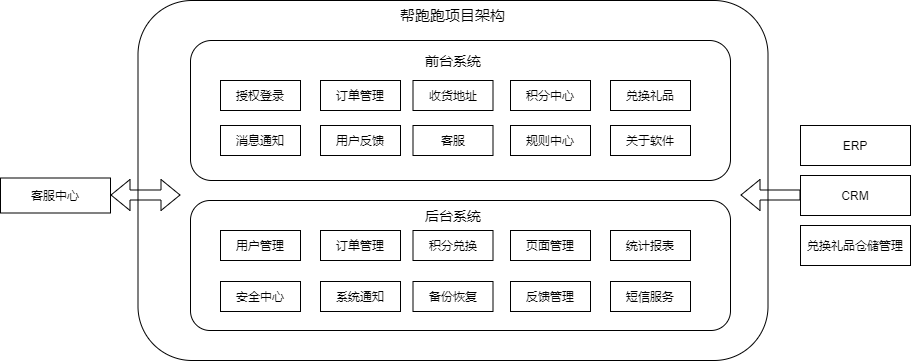 帮跑跑项目架构
前台系统
授权登录 订单管理 收货地址 积分中心 兑换礼品
消息通知 用户反馈 客服 规则中心 关于软件
客服中心
ERP
CRM
兑换礼品仓储管理
后台系统
用户管理 订单管理 积分兑换 页面管理 统计报表
安全中心 系统通知 备份恢复 反馈管理 短信服务